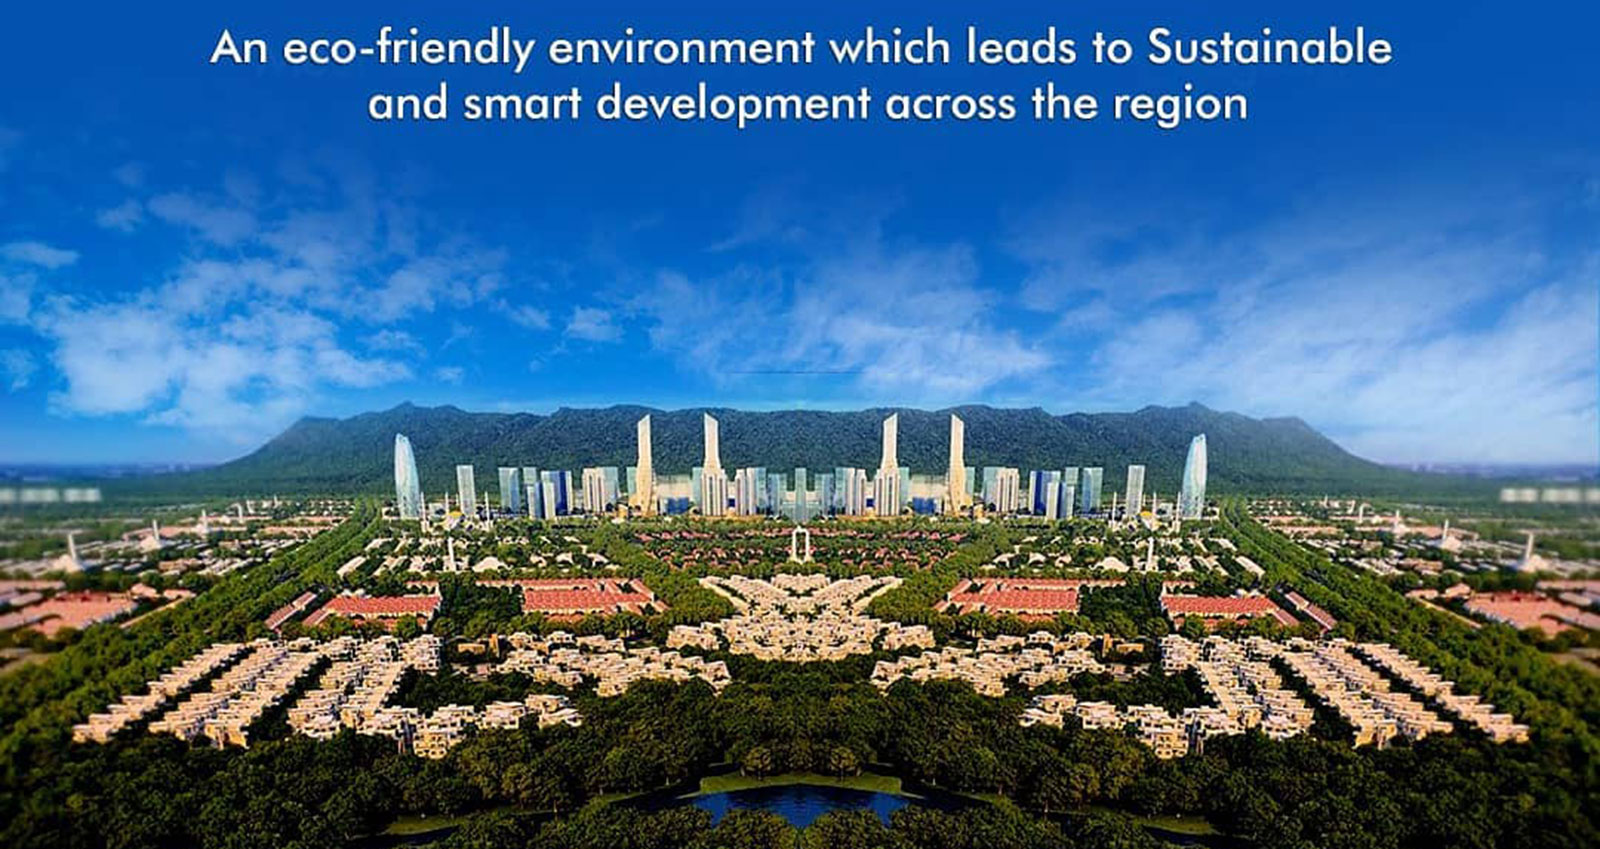 An eco-friendly environment which leads to Sustainable
and smart development across the region